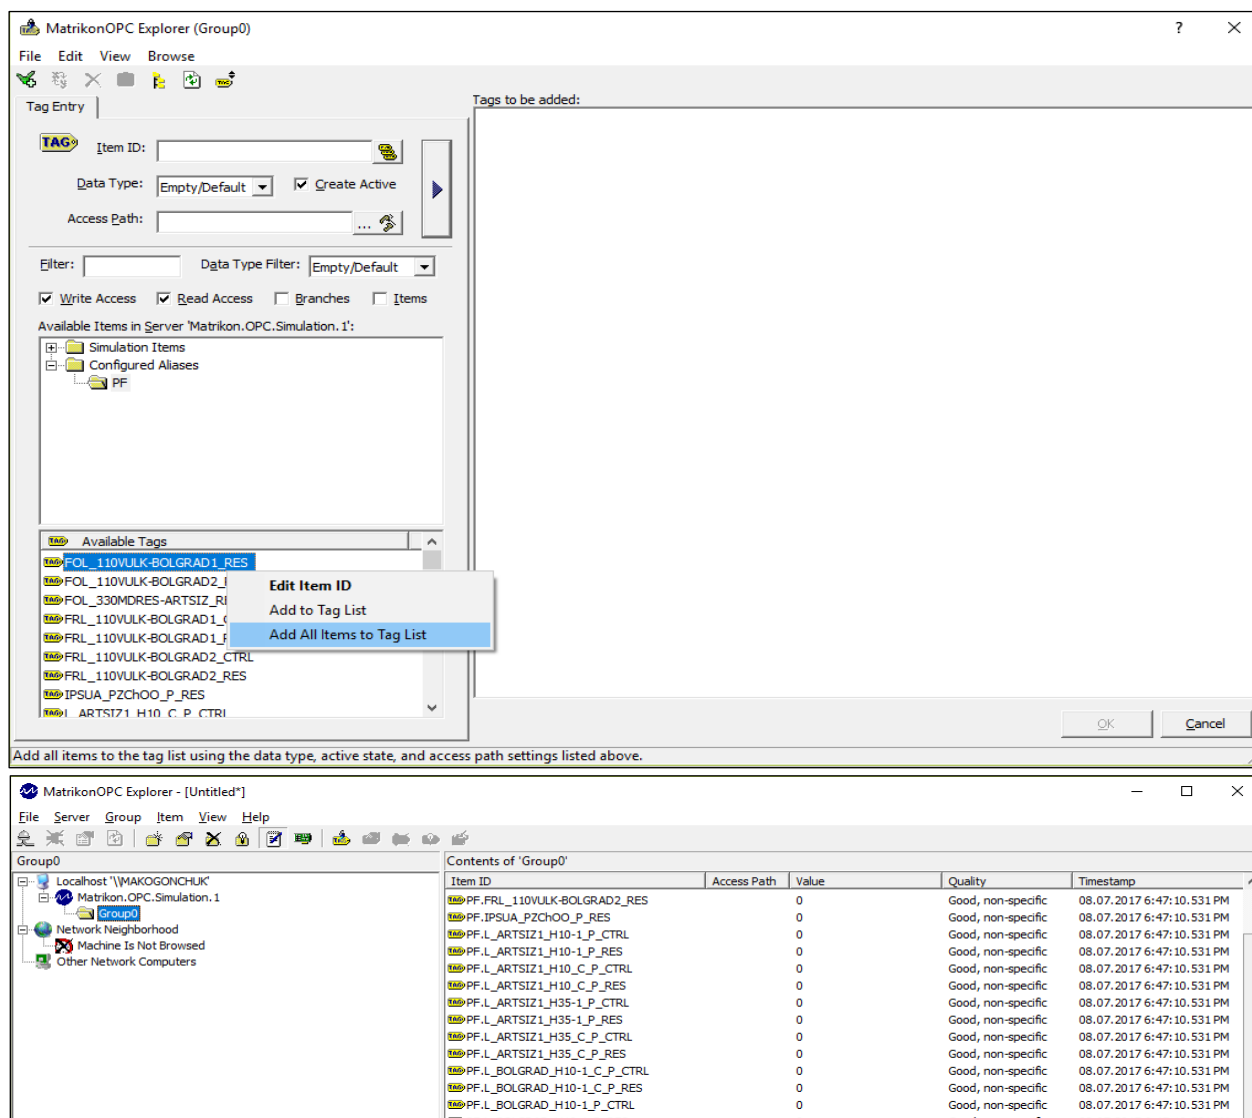 MatrikonOPC Explorer (Group0)
File Edit View Browse
Tag Entry
Tags to be added:
TAG
Item ID:
Data Type: Empty/Default Create Active
Access Path: ...
Filter: Data Type Filter: Empty/Default
Write Access Read Access Branches Items
Available Items in Server 'Matrikon.OPC.Simulation.1':
Simulation Items
Configured Aliases
PF
Available Tags
FOL_110VULK-BOLGRAD1_RES
FOL_110VULK-BOLGRAD2_
FOL_330MDRES-ARTSIZ_
FRL_110VULK-BOLGRAD1_
FRL_110VULK-BOLGRAD1_
FRL_110VULK-BOLGRAD2_CTRL
FRL_110VULK-BOLGRAD2_RES
IPSUA_PZChOO_P_RES
L_ARTSIZ1_H10_C_P_CTRL
Edit Item ID
Add to Tag List
Add All Items to Tag List
OK Cancel
Add all items to the tag list using the data type, active state, and access path settings listed above.
MatrikonOPC Explorer - [Untitled*]
File Server Group Item View Help
Group0
Localhost '\\MAKOGONCHUK'
Matrikon.OPC.Simulation.1
Group0
Network Neighborhood
Machine Is Not Browsed
Other Network Computers
Contents of 'Group0'
Item ID Access Path Value Quality Timestamp
PF.FRL_110VULK-BOLGRAD2_RES 0 Good, non-specific 08.07.2017 6:47:10.531 PM
PF.IPSUA_PZChOO_P_RES 0 Good, non-specific 08.07.2017 6:47:10.531 PM
PF.L_ARTSIZ1_H10-1_P_CTRL 0 Good, non-specific 08.07.2017 6:47:10.531 PM
PF.L_ARTSIZ1_H10-1_P_RES 0 Good, non-specific 08.07.2017 6:47:10.531 PM
PF.L_ARTSIZ1_H10_C_P_CTRL 0 Good, non-specific 08.07.2017 6:47:10.531 PM
PF.L_ARTSIZ1_H10_C_P_RES 0 Good, non-specific 08.07.2017 6:47:10.531 PM
PF.L_ARTSIZ1_H35-1_P_CTRL 0 Good, non-specific 08.07.2017 6:47:10.531 PM
PF.L_ARTSIZ1_H35-1_P_RES 0 Good, non-specific 08.07.2017 6:47:10.531 PM
PF.L_ARTSIZ1_H35_C_P_CTRL 0 Good, non-specific 08.07.2017 6:47:10.531 PM
PF.L_ARTSIZ1_H35_C_P_RES 0 Good, non-specific 08.07.2017 6:47:10.531 PM
PF.L_BOLGRAD_H10-1_C_P_CTRL 0 Good, non-specific 08.07.2017 6:47:10.531 PM
PF.L_BOLGRAD_H10-1_C_P_RES 0 Good, non-specific 08.07.2017 6:47:10.531 PM
PF.L_BOLGRAD_H10-1_P_CTRL 0 Good, non-specific 08.07.2017 6:47:10.531 PM